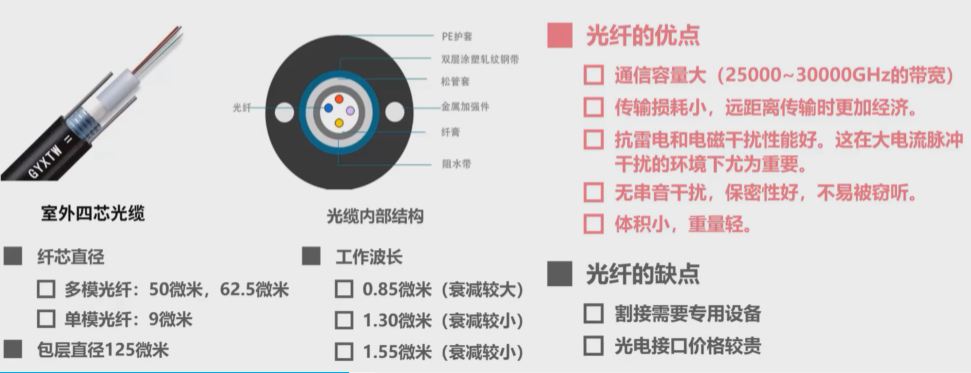 GYXTW =
室外四芯光缆
PE护套
双层涂塑轧纹钢带
松管套
光纤
金属加强件
纤膏
阻水带
光缆内部结构
纤芯直径
多模光纤：50微米，62.5微米
单模光纤：9微米
包层直径125微米
工作波长
0.85微米（衰减较大）
1.30微米（衰减较小）
1.55微米（衰减较小）
光纤的优点
通信容量大（25000~30000GHz的带宽）
传输损耗小，远距离传输时更加经济。
抗雷电和电磁干扰性能好。这在大电流脉冲
干扰的环境下尤为重要。
无串音干扰，保密性好，不易被窃听。
体积小，重量轻。
光纤的缺点
割接需要专用设备
光电接口价格较贵